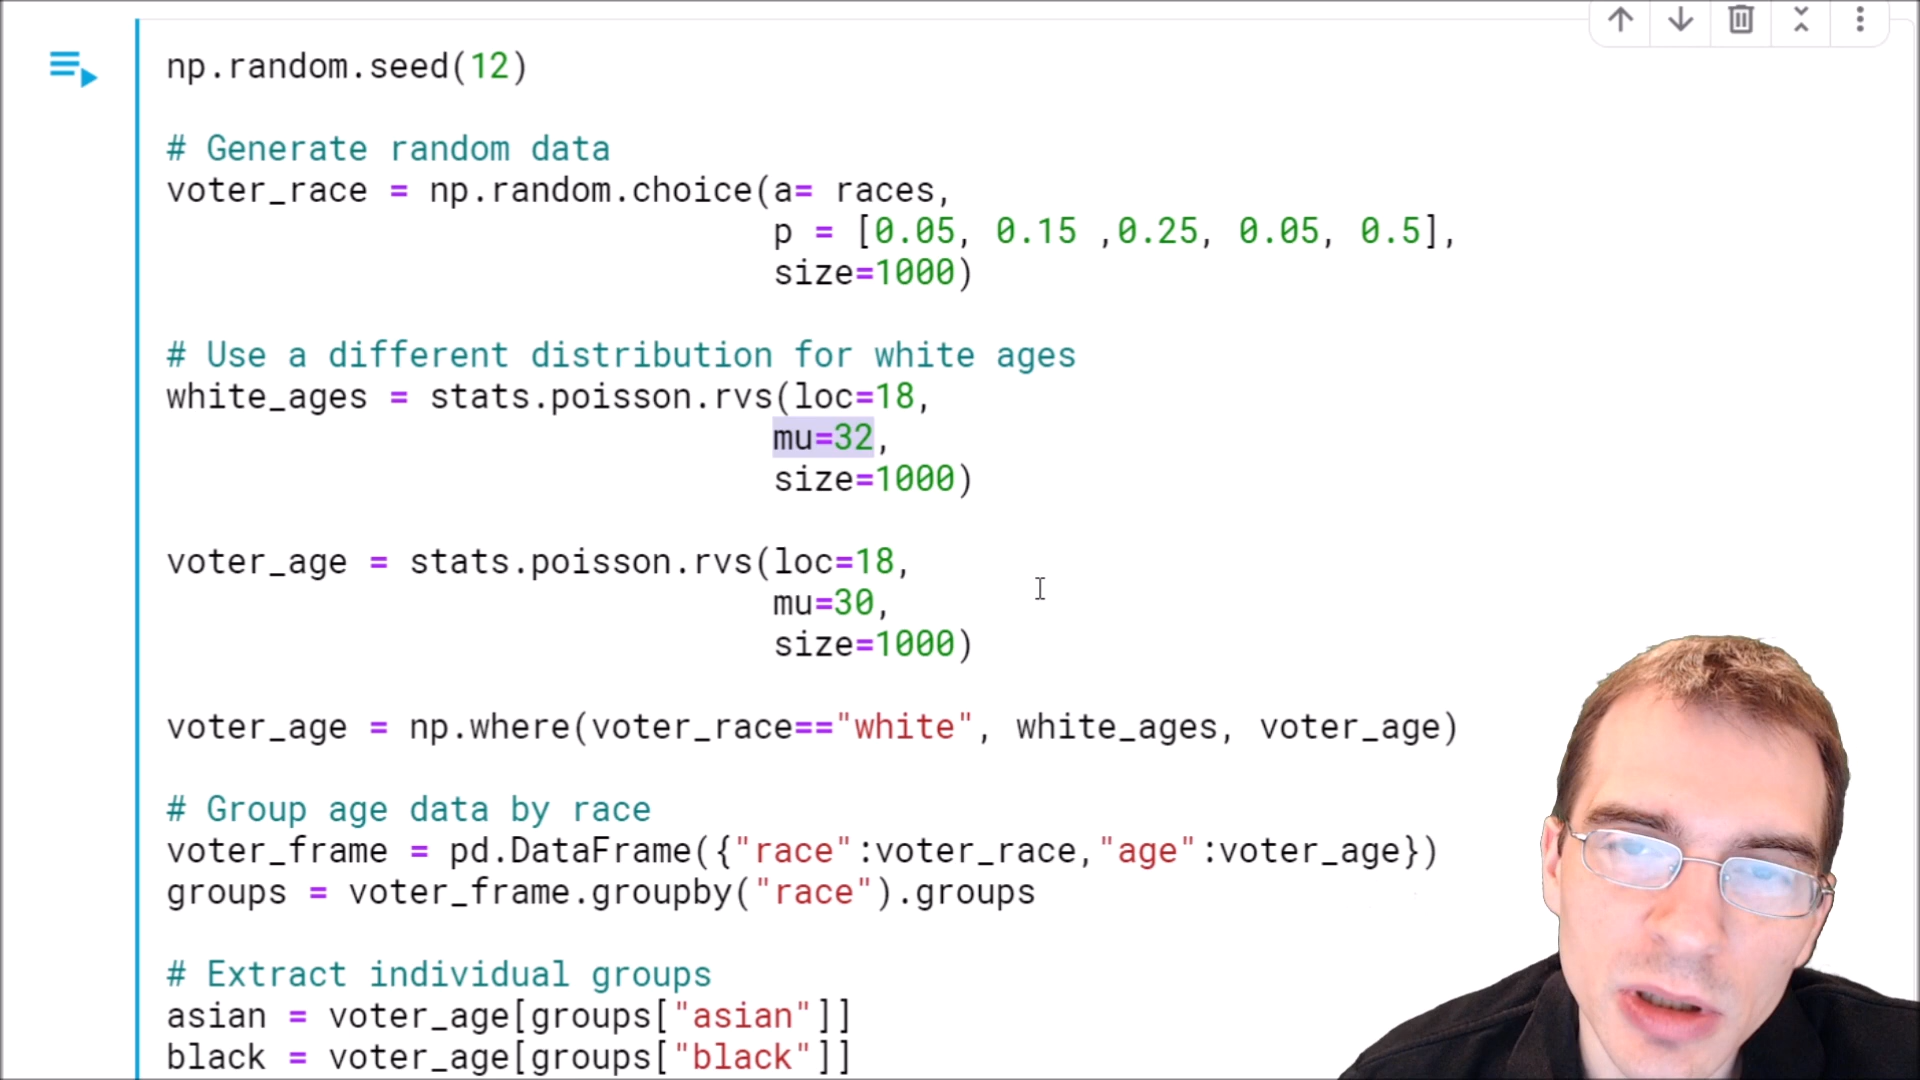 np.random.seed(12)
# Generate random data
voter_race = np.random.choice(a= races,
p = [0.05, 0.15 ,0.25, 0.05, 0.5],
size=1000)
# Use a different distribution for white ages
white_ages = stats.poisson.rvs(loc=18,
mu=32,
size=1000)
voter_age = stats.poisson.rvs(loc=18,
mu=30,
size=1000)
voter_age = np.where(voter_race=="white", white_ages, voter_age)
# Group age data by race
voter_frame = pd.DataFrame({"race":voter_race,"age":voter_age})
groups = voter_frame.groupby("race").groups
# Extract individual groups
asian = voter_age[groups["asian"]]
black = voter_age[groups["black"]]